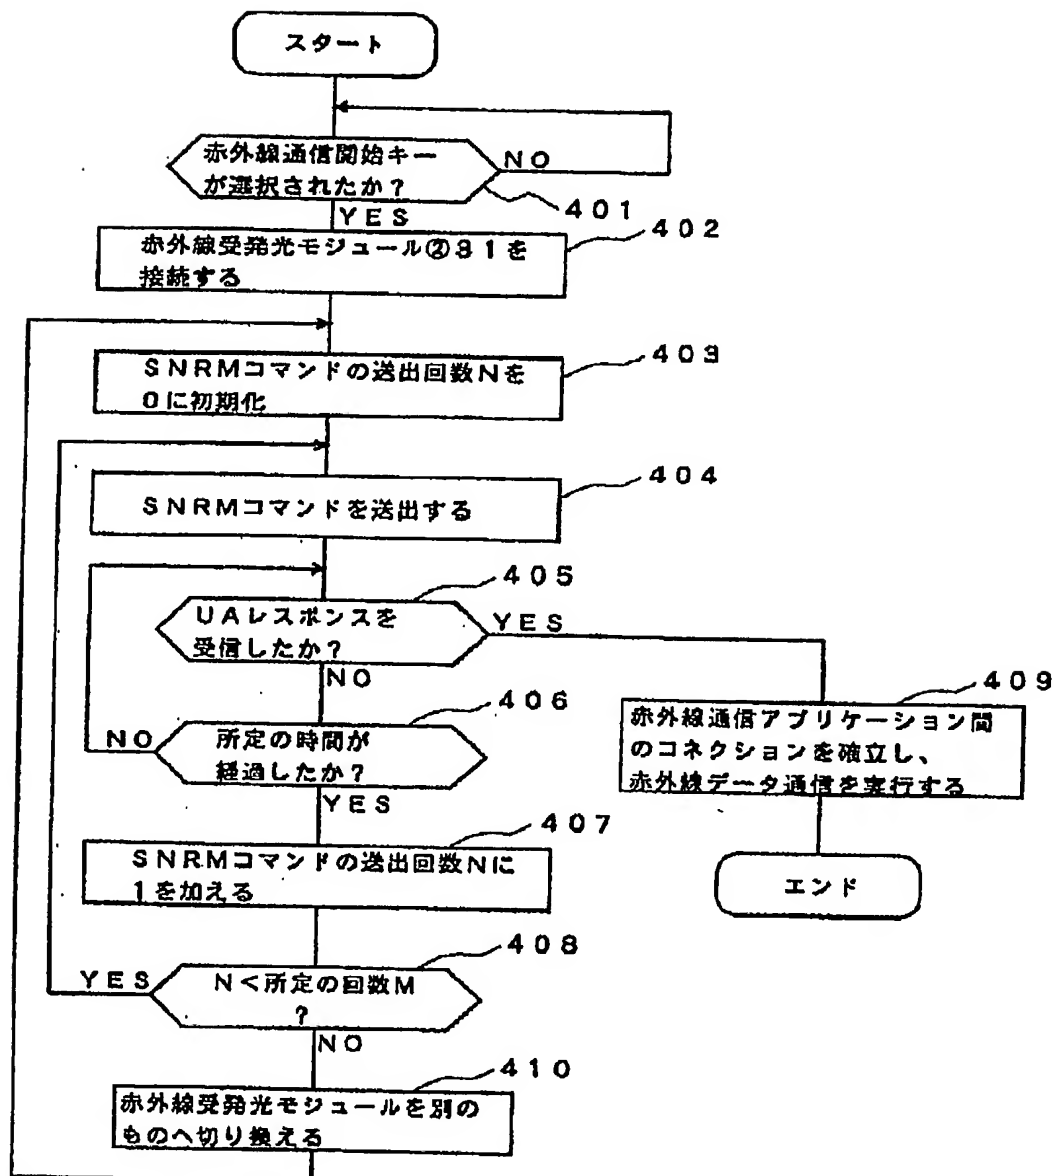 スタート
赤外線通信開始キー
が選択されたか？
NO
401
YES
402
赤外線受発光モジュール②31を
接続する
403
SNRMコマンドの送出回数Nを
0に初期化
404
SNRMコマンドを送出する
405
UAレスポンスを
受信したか？
YES
NO
406
409
赤外線通信アプリケーション間
のコネクションを確立し、
赤外線データ通信を実行する
NO
所定の時間が
経過したか？
YES
407
SNRMコマンドの送出回数Nに
1を加える
エンド
408
YES
N＜所定の回数M
？
NO
410
赤外線受発光モジュールを別の
ものへ切り換える